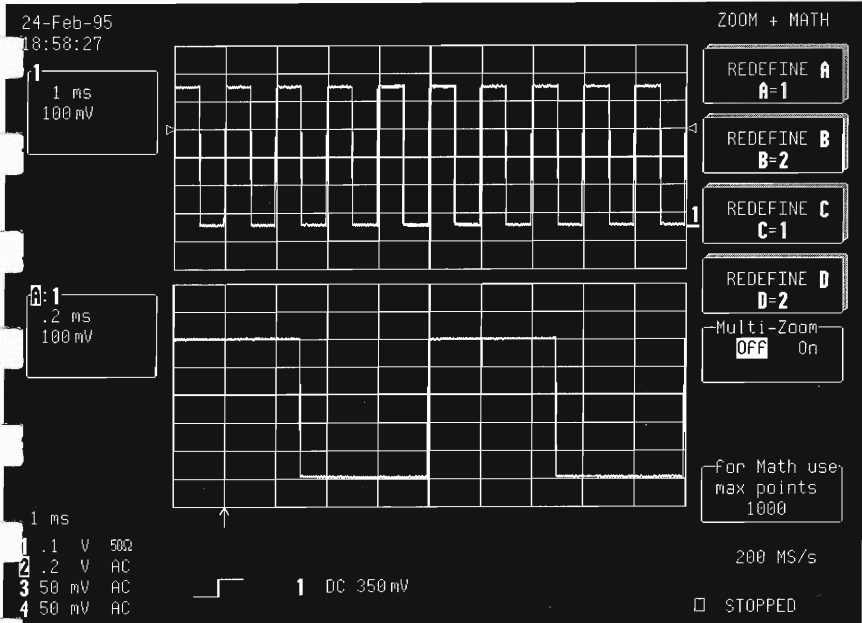 24-Feb-95
18:58:27
ZOOM + MATH
1
1 ms
100 mV
REDEFINE A
A=1
REDEFINE B
B=2
REDEFINE C
C=1
1
REDEFINE D
D=2
A:1
.2 ms
100 mV
Multi-Zoom
Off On
for Math use
max points
1000
1 ms
1 .1 V 50Ω
2 .2 V AC
3 50 mV AC
4 50 mV AC
1 DC 350 mV
200 MS/s
STOPPED